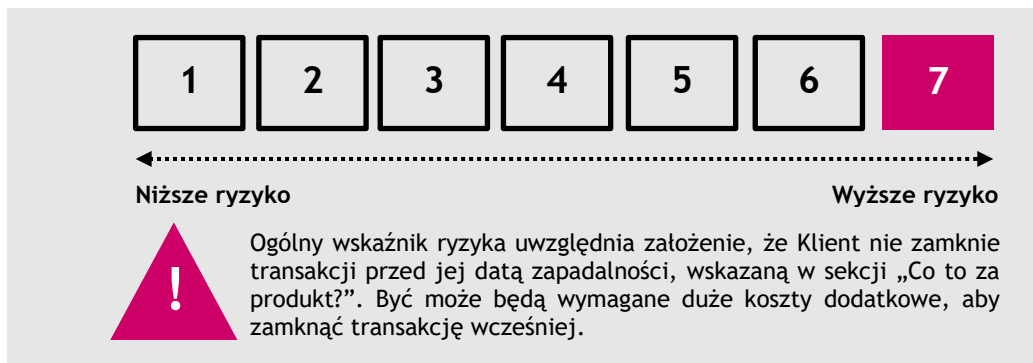 1 2 3 4 5 6 7
Niższe ryzyko Wyższe ryzyko
!
Ogólny wskaźnik ryzyka uwzględnia założenie, że Klient nie zamknie
transakcji przed jej datą zapadalności, wskazaną w sekcji „Co to za
produkt?”. Być może będą wymagane duże koszty dodatkowe, aby
zamknąć transakcję wcześniej.